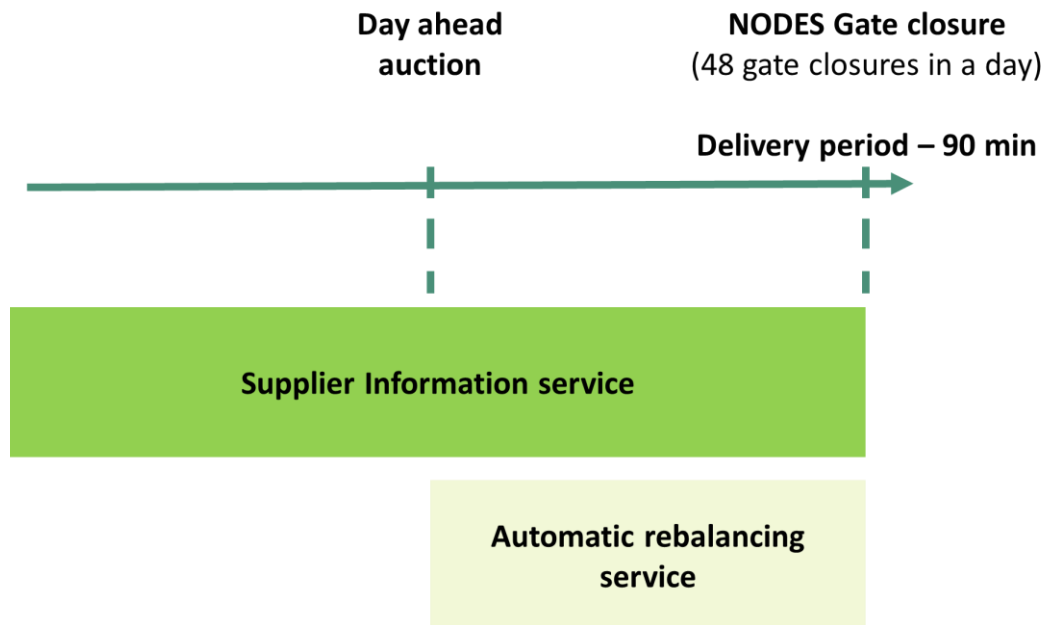 Day ahead
auction
NODES Gate closure
(48 gate closures in a day)
Delivery period – 90 min
Supplier Information service
Automatic rebalancing
service